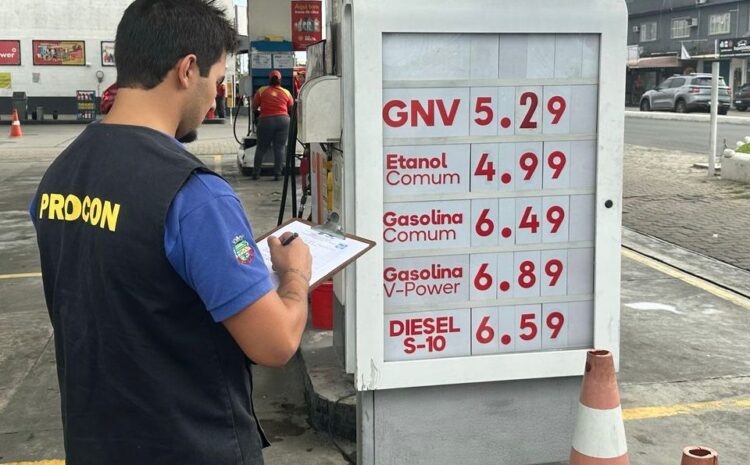 PROCON
GNV 5.29
Etanol
Comum 4.99
Gasolina
Comum 6.49
Gasolina
V-Power 6.89
DIESEL
S-10 6.59